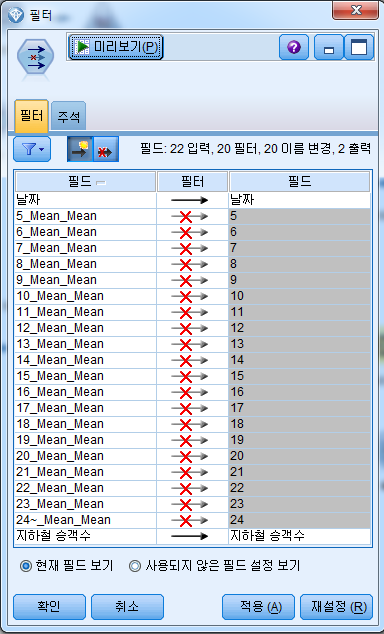 필터
미리보기(P)
?
필터
주석
필드: 22 입력, 20 필터, 20 이름 변경, 2 출력
필드 필터 필드
날짜 날짜
5_Mean_Mean 5
6_Mean_Mean 6
7_Mean_Mean 7
8_Mean_Mean 8
9_Mean_Mean 9
10_Mean_Mean 10
11_Mean_Mean 11
12_Mean_Mean 12
13_Mean_Mean 13
14_Mean_Mean 14
15_Mean_Mean 15
16_Mean_Mean 16
17_Mean_Mean 17
18_Mean_Mean 18
19_Mean_Mean 19
20_Mean_Mean 20
21_Mean_Mean 21
22_Mean_Mean 22
23_Mean_Mean 23
24~_Mean_Mean 24
지하철 승객수 지하철 승객수
현재 필드 보기 사용되지 않은 필드 설정 보기
확인 취소 적용 (A) 재설정 (R)